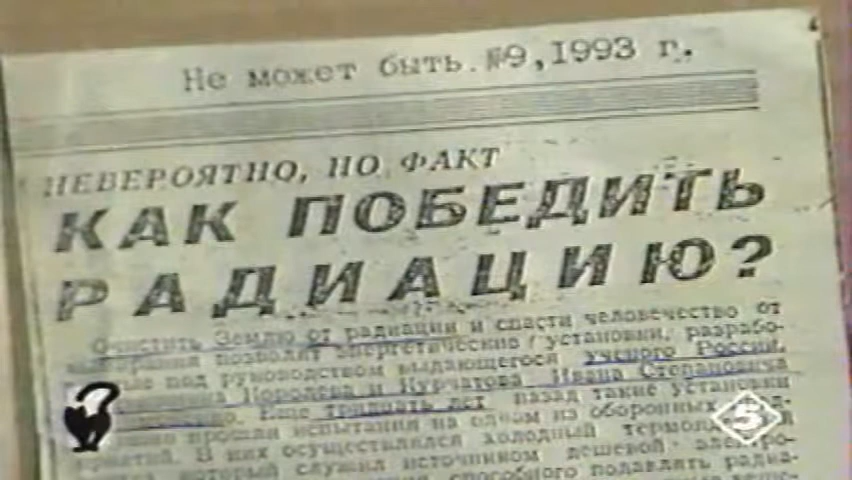 Не может быть. №9, 1993 г.
НЕВЕРОЯТНО, НО ФАКТ
КАК ПОБЕДИТЬ
РАДИАЦИЮ?
Очистить Землю от радиации и спасти человечество от
позволят энергетические установки, разрабо-
под руководством выдающегося ученого России,
Королева и Курчатова, Ивана Степановича
Еще тридцать лет назад такие установки
прошли испытания на одном из оборонных
В них осуществлялся холодный термояд
который служил источником дешевой электро-
способного подавлять радиа-
5